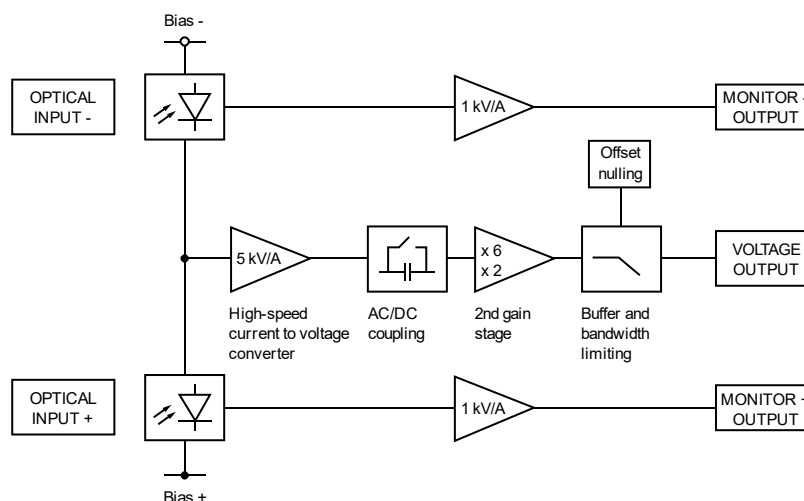 Bias -
OPTICAL
INPUT -
1 kV/A
MONITOR -
OUTPUT
Offset
nulling
5 kV/A
x 6
x 2
VOLTAGE
OUTPUT
High-speed
current to voltage
converter
AC/DC
coupling
2nd gain
stage
Buffer and
bandwidth
limiting
OPTICAL
INPUT +
1 kV/A
MONITOR +
OUTPUT
Bias +